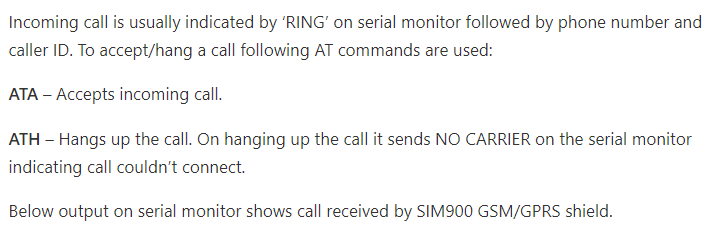 Incoming call is usually indicated by ‘RING’ on serial monitor followed by phone number and
caller ID. To accept/hang a call following AT commands are used:
ATA – Accepts incoming call.
ATH – Hangs up the call. On hanging up the call it sends NO CARRIER on the serial monitor
indicating call couldn’t connect.
Below output on serial monitor shows call received by SIM900 GSM/GPRS shield.